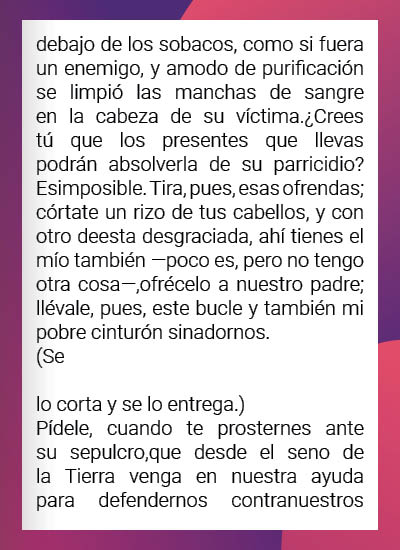 debajo de los sobacos, como si fuera
un enemigo, y amodo de purificación
se limpió las manchas de sangre
en la cabeza de su víctima.¿Crees
tú que los presentes que llevas
podrán absolverla de su parricidio?
Esimposible. Tira, pues, esas ofrendas;
córtate un rizo de tus cabellos, y con
otro deesta desgraciada, ahí tienes el
mío también —poco es, pero no tengo
otra cosa—,ofrécelo a nuestro padre;
llévale, pues, este bucle y también mi
pobre cinturón sinadornos.
(Se
lo corta y se lo entrega.)
Pídele, cuando te prosternes ante
su sepulcro,que desde el seno de
la Tierra venga en nuestra ayuda
para defendernos contranuestros